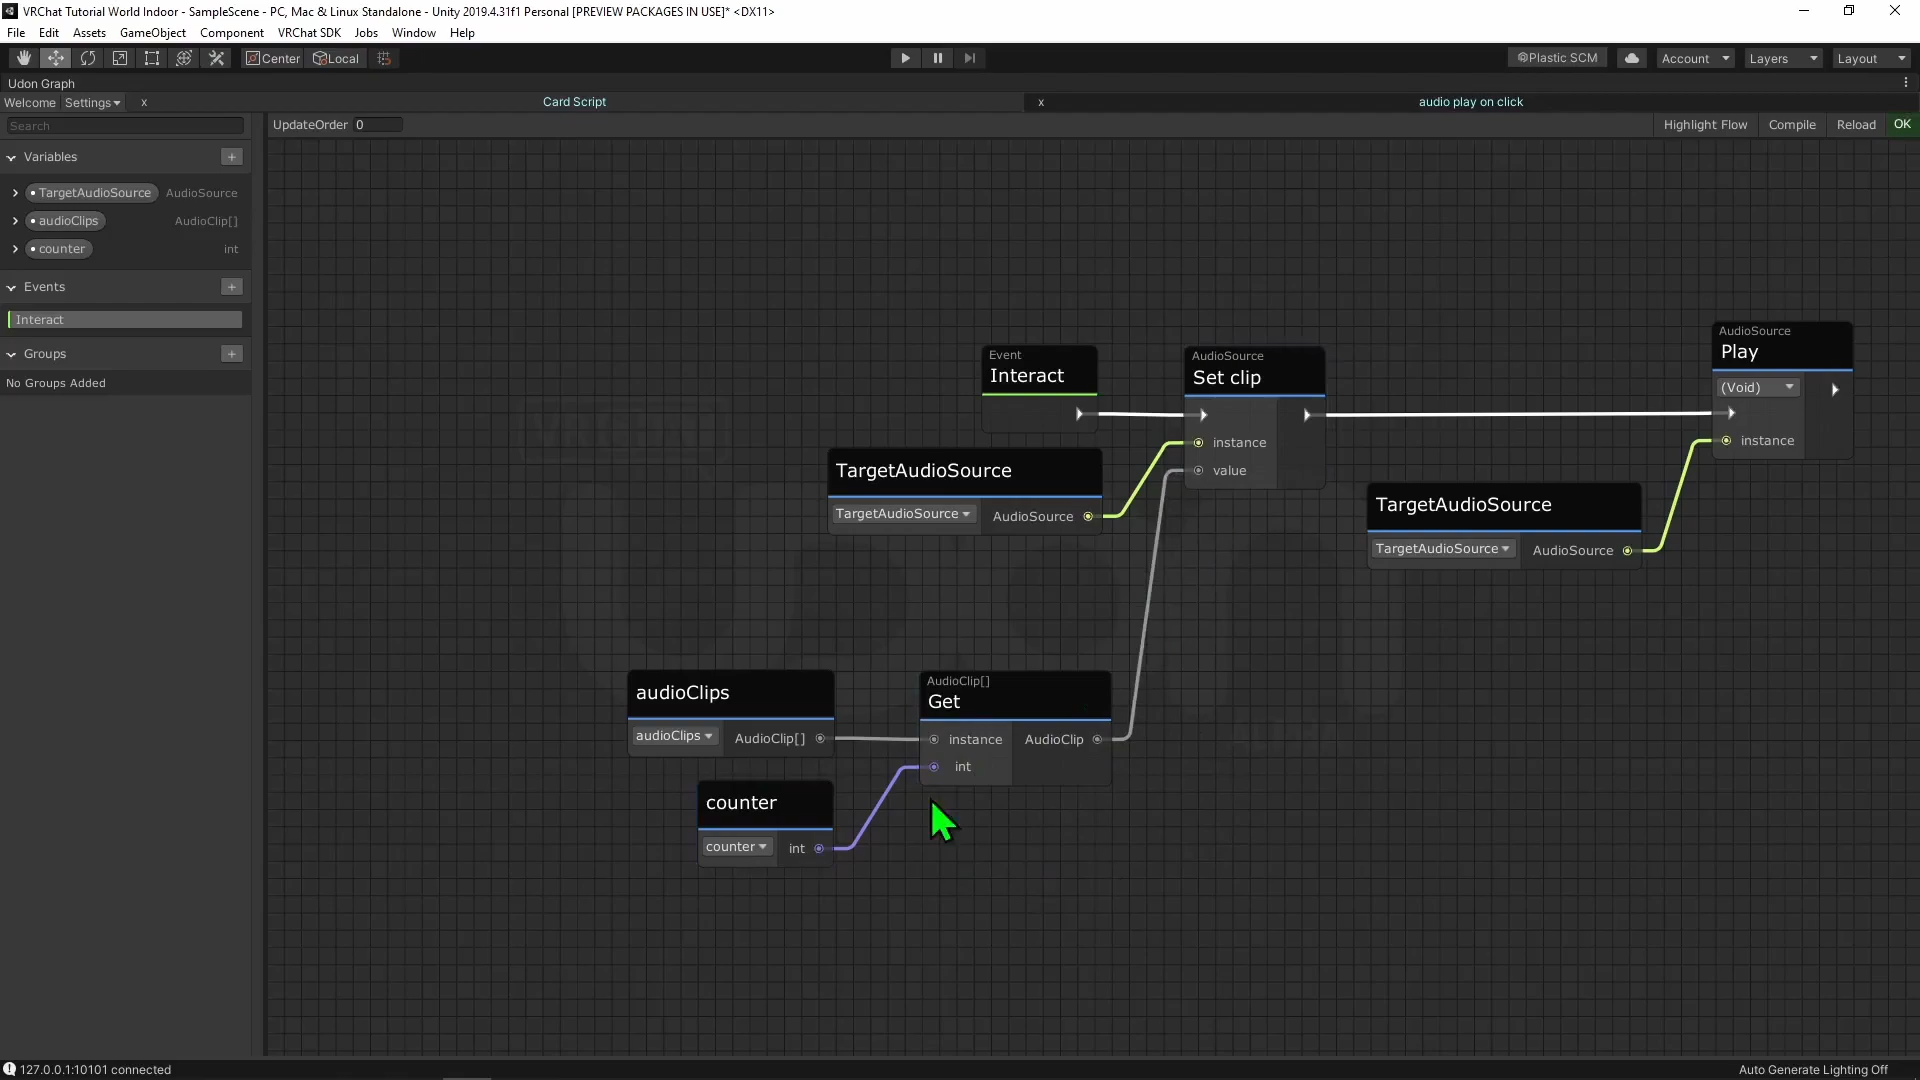 VRChat Tutorial World Indoor - SampleScene - PC, Mac & Linux Standalone - Unity 2019.4.31f1 Personal [PREVIEW PACKAGES IN USE]* <DX11>
File Edit Assets GameObject Component VRChat SDK Jobs Window Help
Center Local Plastic SCM Account Layers Layout
Udon Graph
Welcome Settings x Card Script x audio play on click
Search UpdateOrder 0 Highlight Flow Compile Reload OK
Variables +
TargetAudioSource AudioSource
audioClips AudioClip[]
counter int
Events +
Interact
Groups +
No Groups Added
Event
Interact
AudioSource
Set clip
instance
value
AudioSource
Play
(Void)
instance
TargetAudioSource
TargetAudioSource AudioSource
TargetAudioSource
TargetAudioSource AudioSource
audioClips
audioClips AudioClip[]
AudioClip[]
Get
instance AudioClip
int
counter
counter int
127.0.0.1:10101 connected
Auto Generate Lighting Off